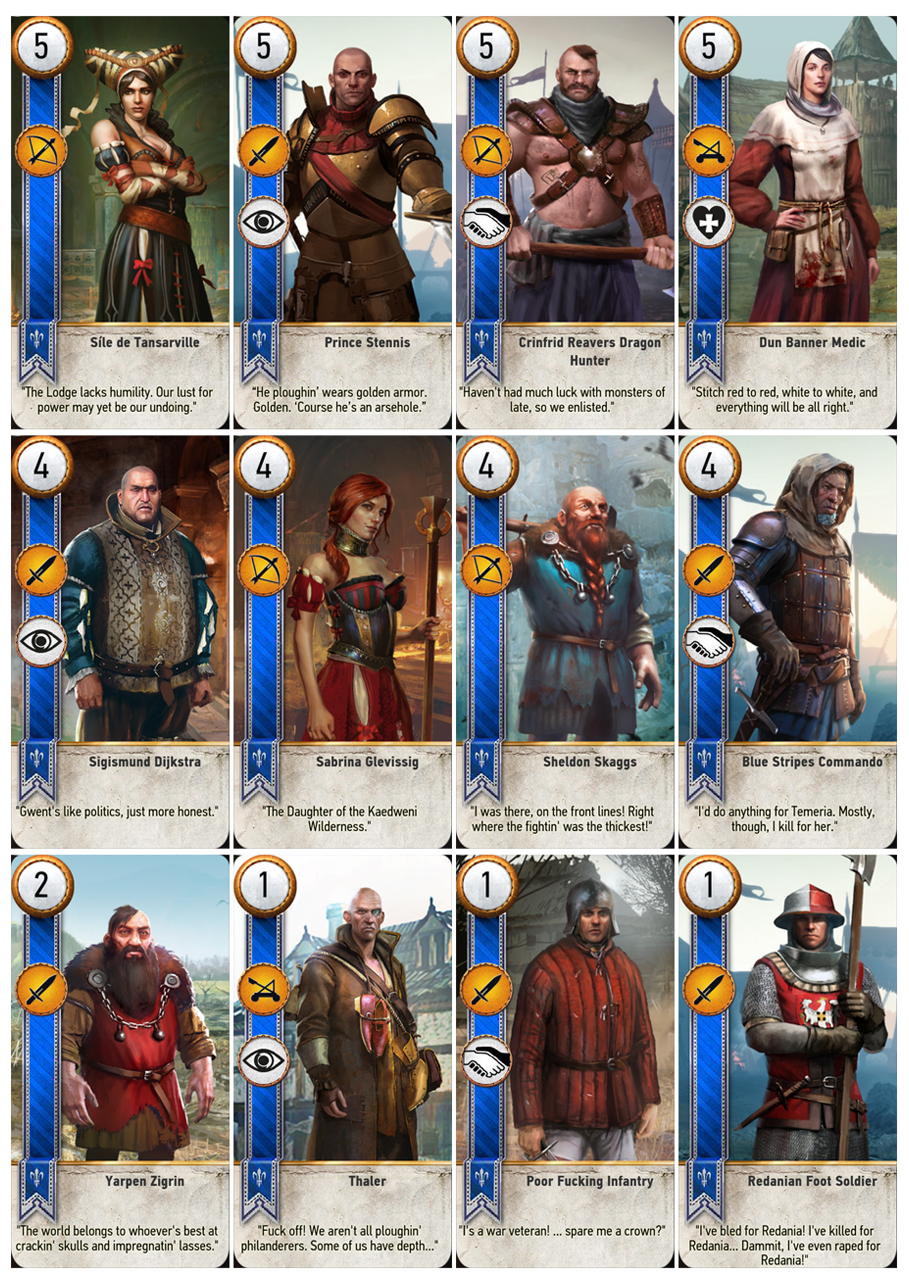 5
Síle de Tansarville
"The Lodge lacks humility. Our lust for
power may yet be our undoing."
5
Prince Stennis
"He ploughin' wears golden armor.
Golden. 'Course he's an arsehole."
5
Crinfrid Reavers Dragon
Hunter
"Haven't had much luck with monsters of
late, so we enlisted."
5
Dun Banner Medic
"Stitch red to red, white to white, and
everything will be all right."
4
Sigismund Dijkstra
"Gwent's like politics, just more honest."
4
Sabrina Glevissig
"The Daughter of the Kaedweni
Wilderness."
4
Sheldon Skaggs
"I was there, on the front lines! Right
where the fightin' was the thickest!"
4
Blue Stripes Commando
"I'd do anything for Temeria. Mostly,
though, I kill for her."
2
Yarpen Zigrin
"The world belongs to whoever's best at
crackin' skulls and impregnatin' lasses."
1
Thaler
"Fuck off! We aren't all ploughin'
philanderers. Some of us have depth..."
1
Poor Fucking Infantry
"I's a war veteran! ... spare me a crown?"
1
Redanian Foot Soldier
"I've bled for Redania! I've killed for
Redania... Dammit, I've even raped for
Redania!"